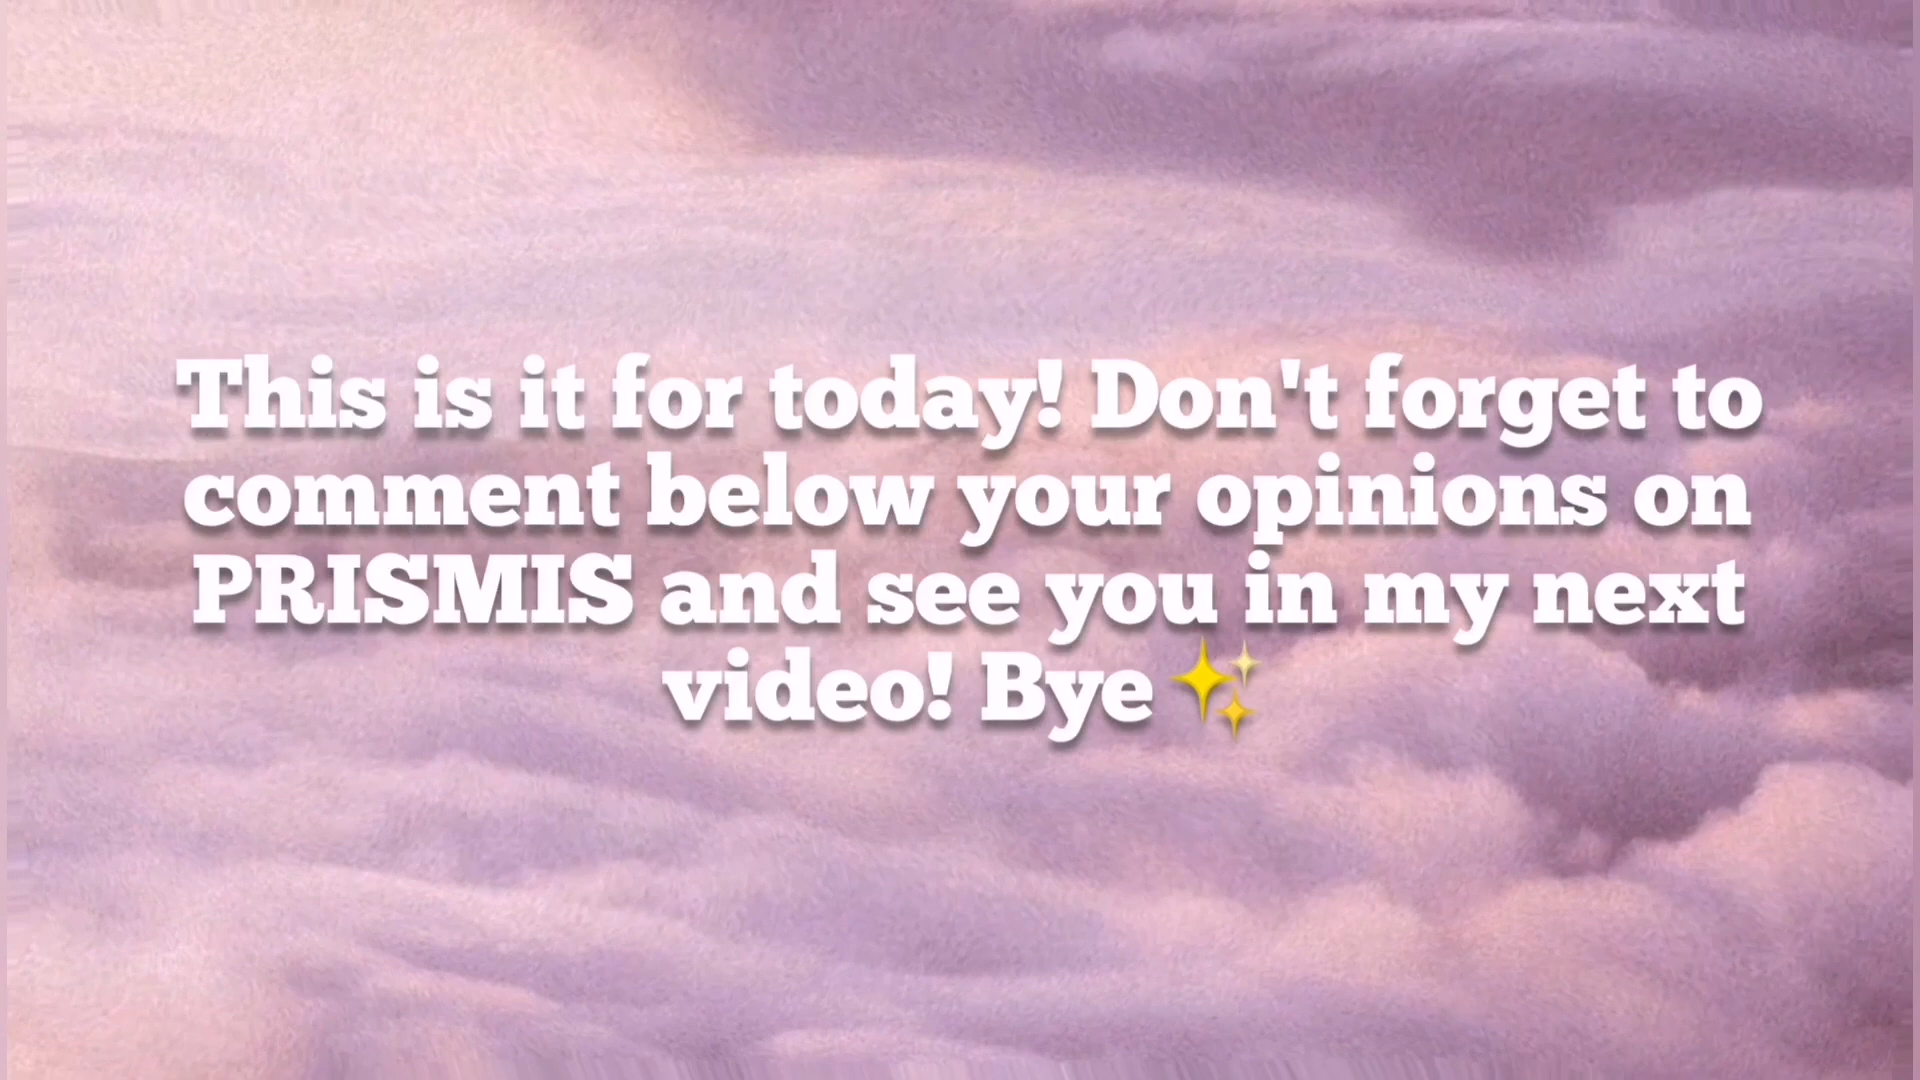 This is it for today! Don't forget to
comment below your opinions on
PRISMIS and see you in my next
video! Bye ✨